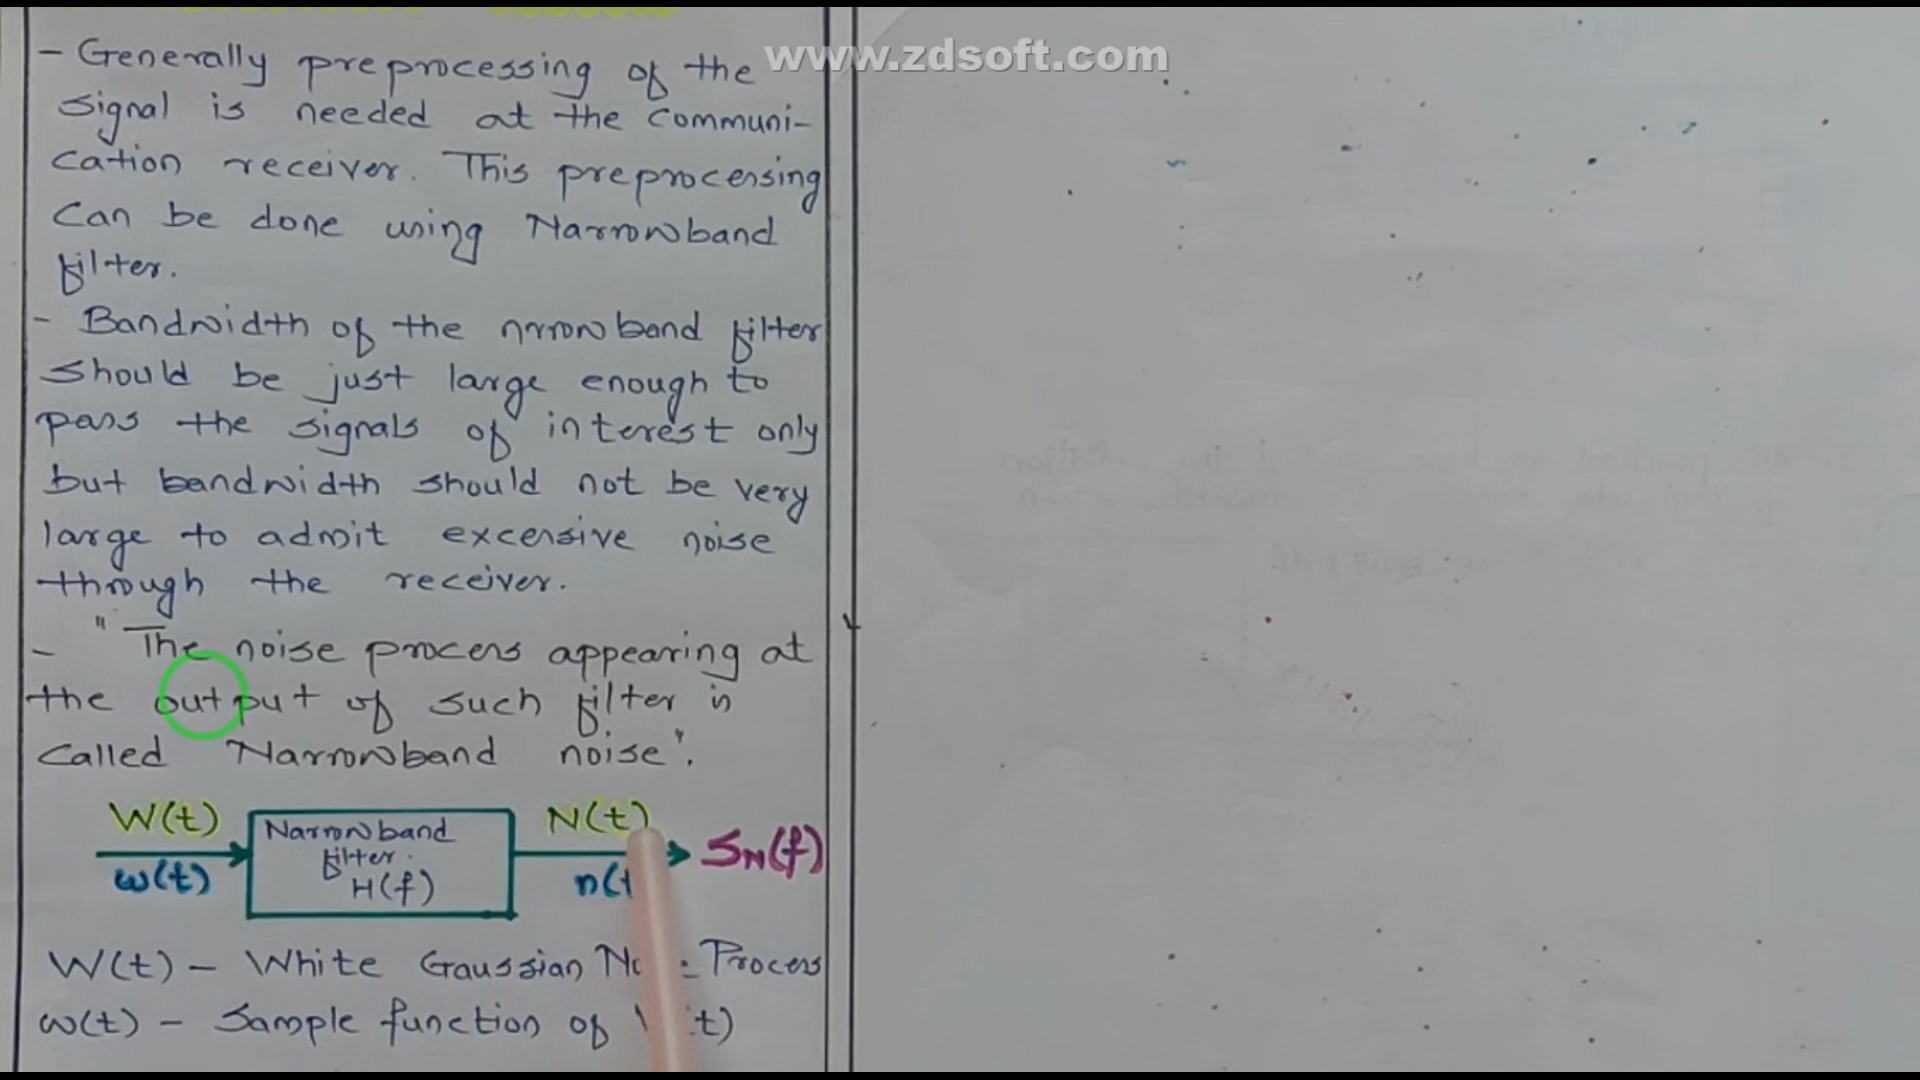 www.zdsoft.com
- Generally preprocessing of the
signal is needed at the communi-
cation receiver. This preprocessing
can be done using Narrowband
filter.
- Bandwidth of the nrrowband filter
should be just large enough to
pass the signals of interest only
but bandwidth should not be very
large to admit excessive noise
through the receiver.
- "The noise process appearing at
the output of such filter is
called Narrowband noise".
W(t)
w(t)
Narrowband
filter.
H(f)
N(t)
n(t
SN(f)
W(t) - White Gaussian Process
w(t) - Sample function of t)